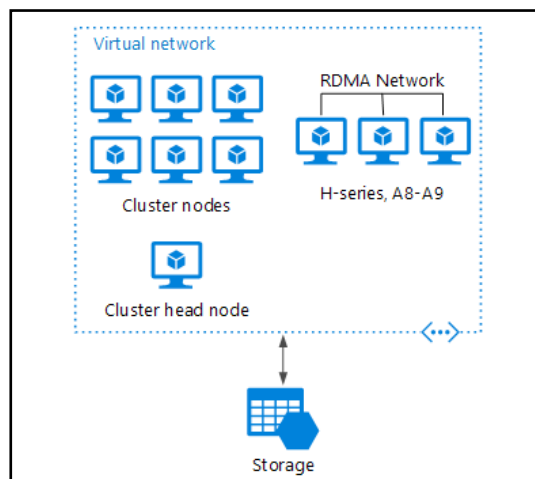 Virtual network
RDMA Network
Cluster nodes
H-series, A8-A9
Cluster head node
Storage